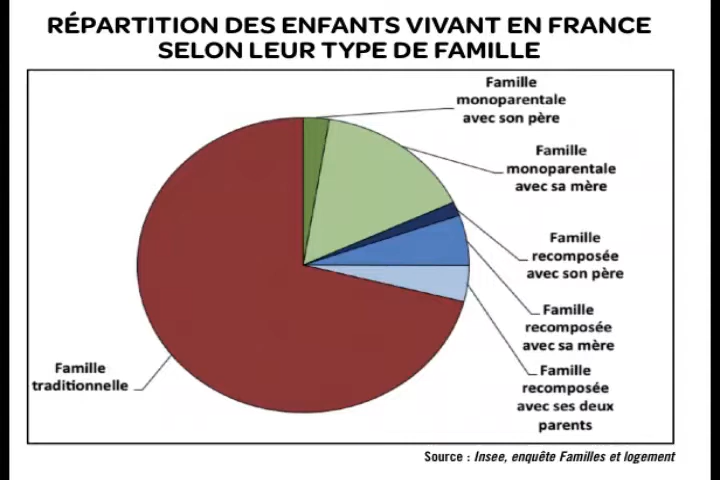 RÉPARTITION DES ENFANTS VIVANT EN FRANCE
SELON LEUR TYPE DE FAMILLE
Famille
monoparentale
avec son père
Famille
monoparentale
avec sa mère
Famille
recomposée
avec son père
Famille
recomposée
avec sa mère
Famille
recomposée
avec ses deux
parents
Famille
traditionnelle
Source : Insee, enquête Familles et logement